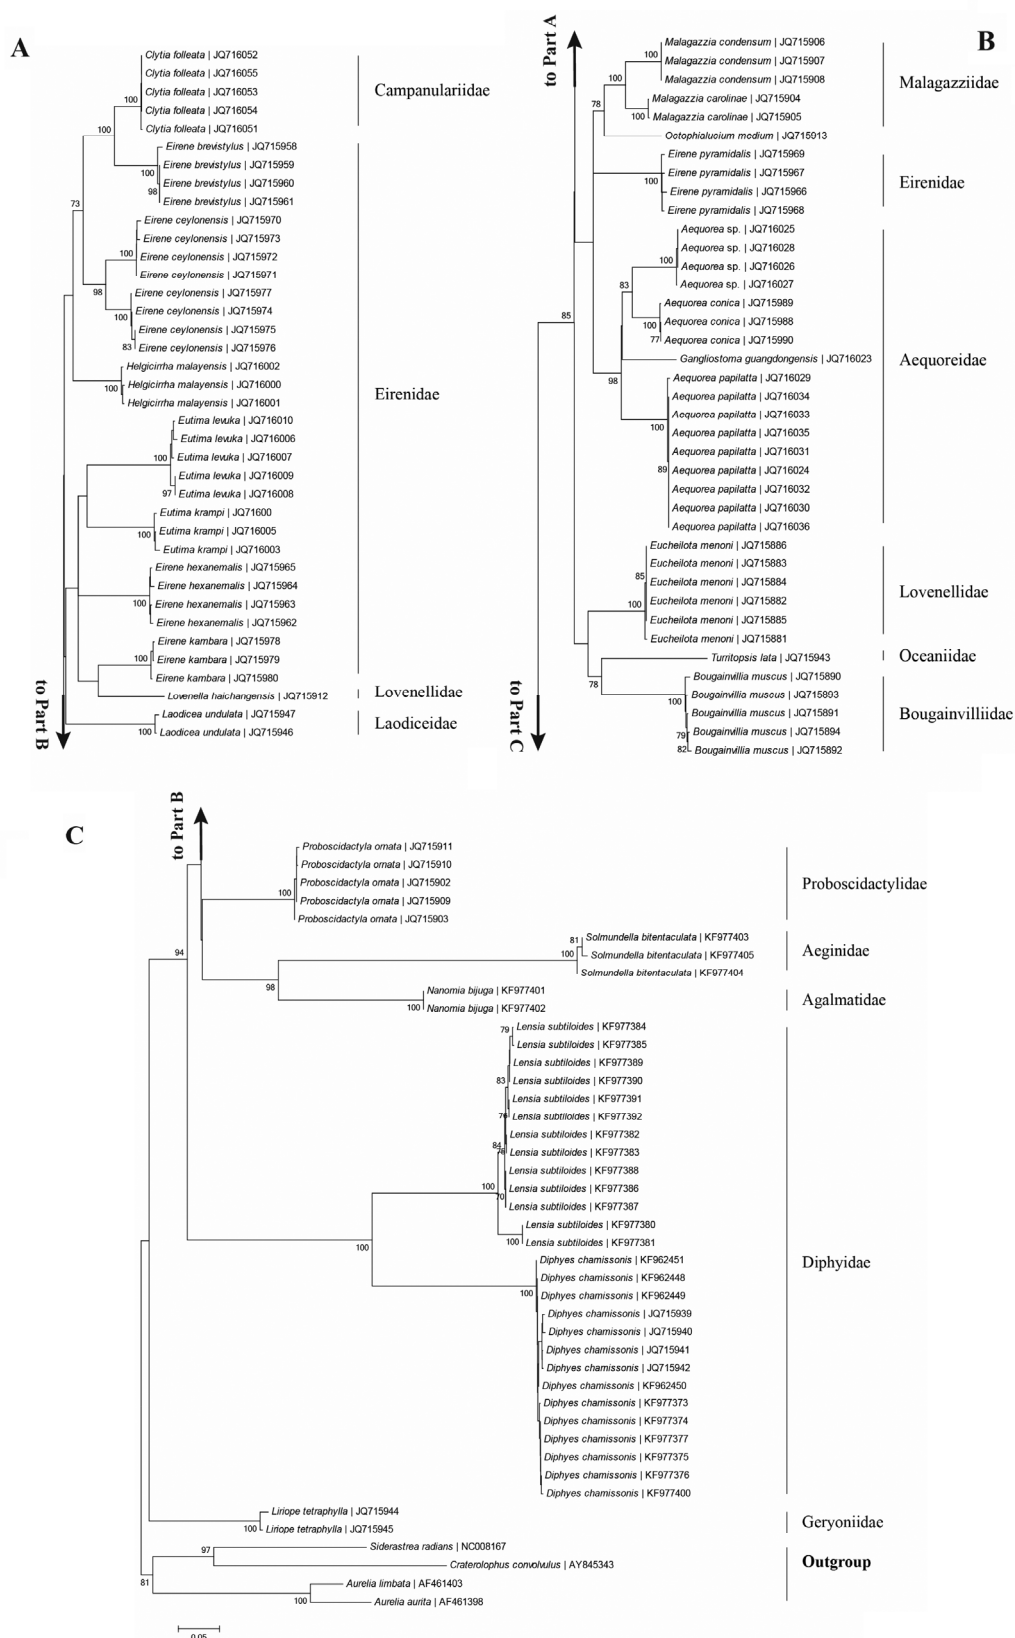 A
Clytia folleata | JQ716052
Clytia folleata | JQ716055
Clytia folleata | JQ716053
Clytia folleata | JQ716054
Clytia folleata | JQ716051
100
100
Campanulariidae
Eirene brevistylus | JQ715958
Eirene brevistylus | JQ715959
Eirene brevistylus | JQ715960
Eirene brevistylus | JQ715961
100
98
73
Eirene ceylonensis | JQ715970
Eirene ceylonensis | JQ715973
Eirene ceylonensis | JQ715972
Eirene ceylonensis | JQ715971
100
98
Eirene ceylonensis | JQ715977
Eirene ceylonensis | JQ715974
Eirene ceylonensis | JQ715975
Eirene ceylonensis | JQ715976
100
83
Helgicirrha malayensis | JQ716002
Helgicirrha malayensis | JQ716000
Helgicirrha malayensis | JQ716001
100
Eirenidae
Eutima levuka | JQ716010
Eutima levuka | JQ716006
Eutima levuka | JQ716007
Eutima levuka | JQ716009
Eutima levuka | JQ716008
100
97
Eutima krampi | JQ71600
Eutima krampi | JQ716005
Eutima krampi | JQ716003
100
Eirene hexanemalis | JQ715965
Eirene hexanemalis | JQ715964
Eirene hexanemalis | JQ715963
Eirene hexanemalis | JQ715962
100
Eirene kambara | JQ715978
Eirene kambara | JQ715979
Eirene kambara | JQ715980
100
Lovenella haichangensis | JQ715912
Lovenellidae
Laodicea undulata | JQ715947
Laodicea undulata | JQ715946
100
Laodiceidae
to Part B
B
to Part A
Malagazzia condensum | JQ715906
Malagazzia condensum | JQ715907
Malagazzia condensum | JQ715908
100
100
Malagazzia carolinae | JQ715904
Malagazzia carolinae | JQ715905
100
78
Octophialucium medium | JQ715913
Malagazziidae
Eirene pyramidalis | JQ715969
Eirene pyramidalis | JQ715967
Eirene pyramidalis | JQ715966
Eirene pyramidalis | JQ715968
100
Eirenidae
Aequorea sp. | JQ716025
Aequorea sp. | JQ716028
Aequorea sp. | JQ716026
Aequorea sp. | JQ716027
100
83
Aequorea conica | JQ715989
Aequorea conica | JQ715988
Aequorea conica | JQ715990
100
77
85
Gangliostoma guangdongensis | JQ716023
Aequoreidae
98
Aequorea papilatta | JQ716029
Aequorea papilatta | JQ716034
Aequorea papilatta | JQ716033
Aequorea papilatta | JQ716035
Aequorea papilatta | JQ716031
Aequorea papilatta | JQ716024
Aequorea papilatta | JQ716032
Aequorea papilatta | JQ716030
Aequorea papilatta | JQ716036
100
89
Eucheilota menoni | JQ715886
Eucheilota menoni | JQ715883
Eucheilota menoni | JQ715884
Eucheilota menoni | JQ715882
Eucheilota menoni | JQ715885
Eucheilota menoni | JQ715881
85
100
Lovenellidae
Turritopsis lata | JQ715943
Oceaniidae
78
Bougainvillia muscus | JQ715890
Bougainvillia muscus | JQ715893
Bougainvillia muscus | JQ715891
Bougainvillia muscus | JQ715894
Bougainvillia muscus | JQ715892
100
79
82
Bougainvilliidae
to Part C
C
to Part B
Proboscidactyla ornata | JQ715911
Proboscidactyla ornata | JQ715910
Proboscidactyla ornata | JQ715902
Proboscidactyla ornata | JQ715909
Proboscidactyla ornata | JQ715903
100
Proboscidactylidae
94
Solmundella bitentaculata | KF977403
Solmundella bitentaculata | KF977405
Solmundella bitentaculata | KF977404
81
100
Aeginidae
98
Nanomia bijuga | KF977401
Nanomia bijuga | KF977402
100
Agalmatidae
Lensia subtiloides | KF977384
Lensia subtiloides | KF977385
Lensia subtiloides | KF977389
Lensia subtiloides | KF977390
Lensia subtiloides | KF977391
Lensia subtiloides | KF977392
Lensia subtiloides | KF977382
Lensia subtiloides | KF977383
Lensia subtiloides | KF977388
Lensia subtiloides | KF977386
Lensia subtiloides | KF977387
Lensia subtiloides | KF977380
Lensia subtiloides | KF977381
79
83
84
100
70
100
100
Diphyidae
Diphyes chamissonis | KF962451
Diphyes chamissonis | KF962448
Diphyes chamissonis | KF962449
Diphyes chamissonis | JQ715939
Diphyes chamissonis | JQ715940
Diphyes chamissonis | JQ715941
Diphyes chamissonis | JQ715942
Diphyes chamissonis | KF962450
Diphyes chamissonis | KF977373
Diphyes chamissonis | KF977374
Diphyes chamissonis | KF977377
Diphyes chamissonis | KF977375
Diphyes chamissonis | KF977376
Diphyes chamissonis | KF977400
100
Liriope tetraphylla | JQ715944
Liriope tetraphylla | JQ715945
100
Geryoniidae
Siderastrea radians | NC008167
Craterolophus convolvulus | AY845343
97
Outgroup
81
Aurelia limbata | AF461403
Aurelia aurita | AF461398
100
0.05